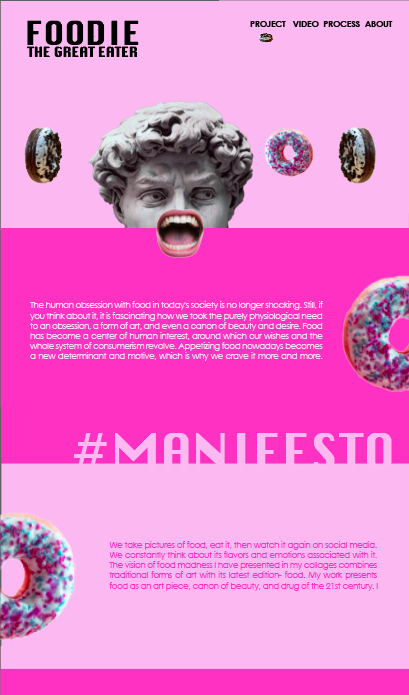 FOODIE
THE GREAT EATER
PROJECT VIDEO PROCESS ABOUT
The human obsession with food in today's society is no longer shocking. Still, if
you think about it, it is fascinating how we took the purely physiological need
to an obsession, a form of art, and even a canon of beauty and desire. Food
has become a center of human interest, around which our wishes and the
whole system of consumerism revolve. Appetizing food nowadays becomes
a new determinant and motive, which is why we crave it more and more.
#MANIFESTO
We take pictures of food, eat it, then watch it again on social media.
We constantly think about its flavors and emotions associated with it.
The vision of food madness I have presented in my collages combines
traditional forms of art with its latest edition- food. My work presents
food as an art piece, canon of beauty, and drug of the 21st century. I